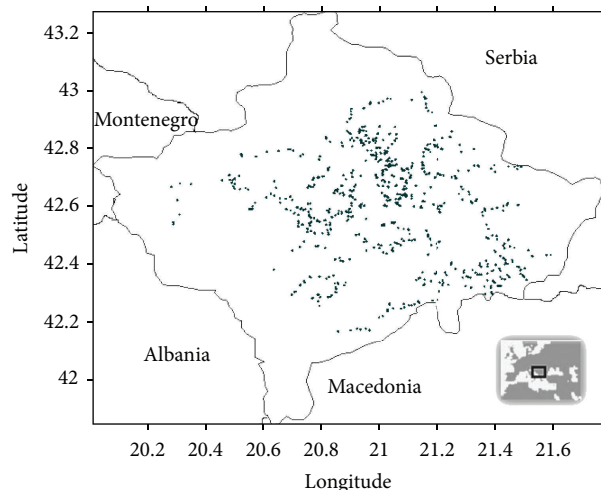 43.2
Serbia
43
Montenegro
42.8
42.6
Latitude
42.4
42.2
Albania
42
Macedonia
20.2 20.4 20.6 20.8 21 21.2 21.4 21.6
Longitude